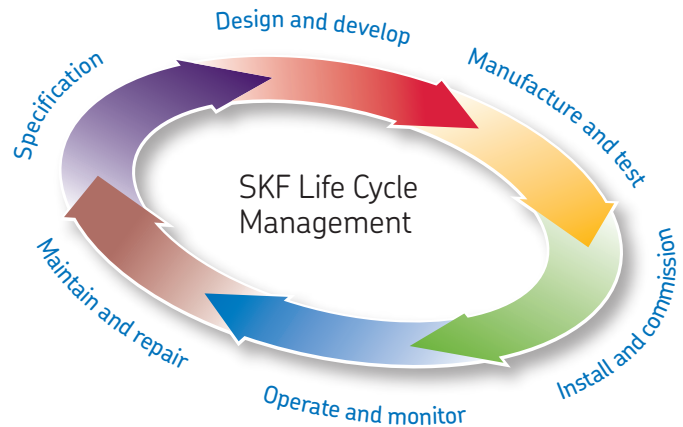 Design and develop
Manufacture and test
Specification
SKF Life Cycle
Management
Install and commission
Maintain and repair
Operate and monitor